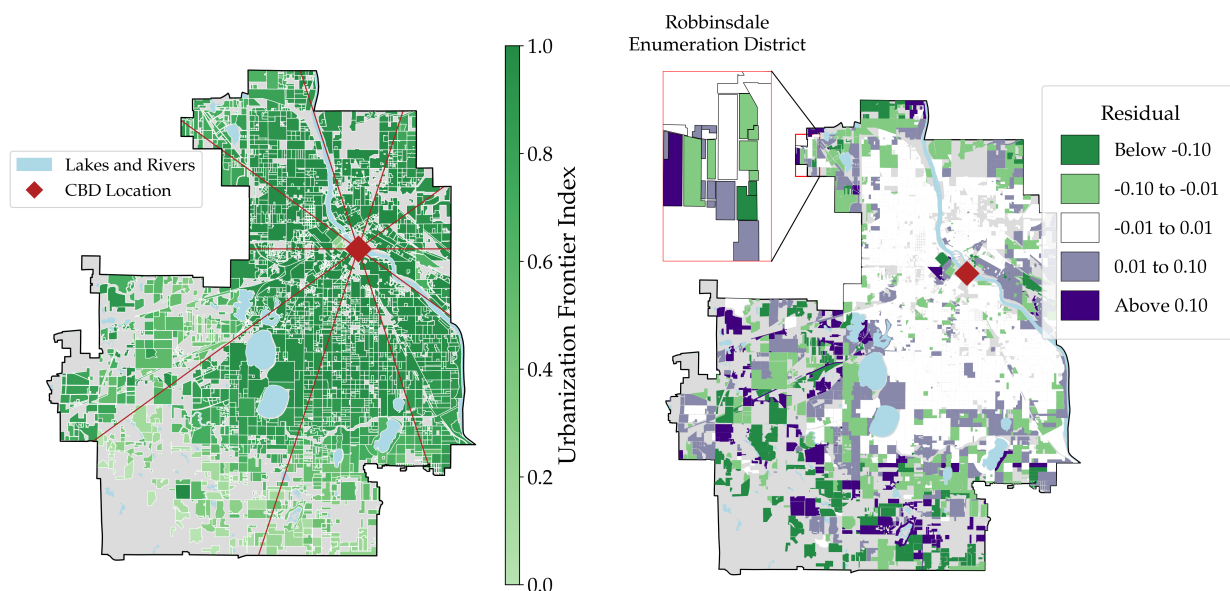 Lakes and Rivers
CBD Location
1.0
0.8
0.6
0.4
0.2
0.0
Urbanization Frontier Index
Robbinsdale
Enumeration District
Residual
Below -0.10
-0.10 to -0.01
-0.01 to 0.01
0.01 to 0.10
Above 0.10